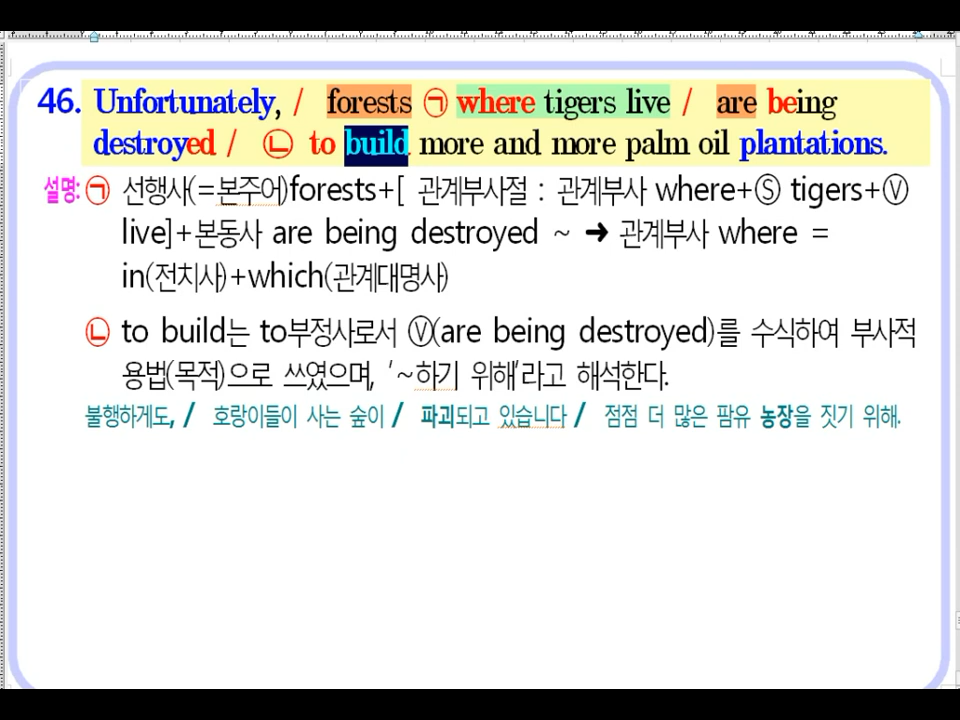 46. Unfortunately, / forests ㉠ where tigers live / are being
destroyed / ㉡ to build more and more palm oil plantations.
설명: ㉠ 선행사(=본주어)forests+[ 관계부사절 : 관계부사 where+Ⓢ tigers+Ⓥ
live]+본동사 are being destroyed ~ ➜ 관계부사 where =
in(전치사)+which(관계대명사)
㉡ to build는 to부정사로서 Ⓥ(are being destroyed)를 수식하여 부사적
용법(목적)으로 쓰였으며, '~하기 위해'라고 해석한다.
불행하게도, / 호랑이들이 사는 숲이 / 파괴되고 있습니다 / 점점 더 많은 팜유 농장을 짓기 위해.